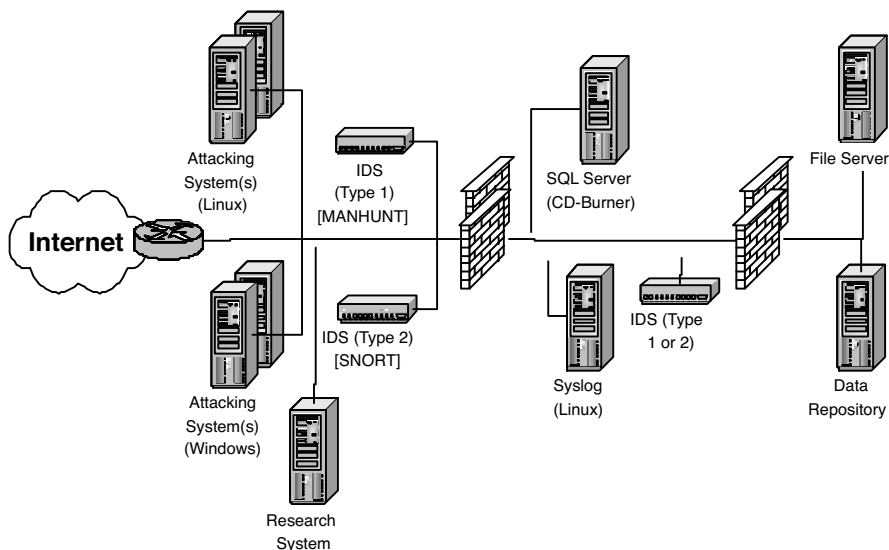 Attacking
System(s)
(Linux)
IDS
(Type 1)
[MANHUNT]
SQL Server
(CD-Burner)
File Server
Internet
IDS (Type 2)
[SNORT]
IDS (Type
1 or 2)
Attacking
System(s)
(Windows)
Syslog
(Linux)
Data
Repository
Research
System